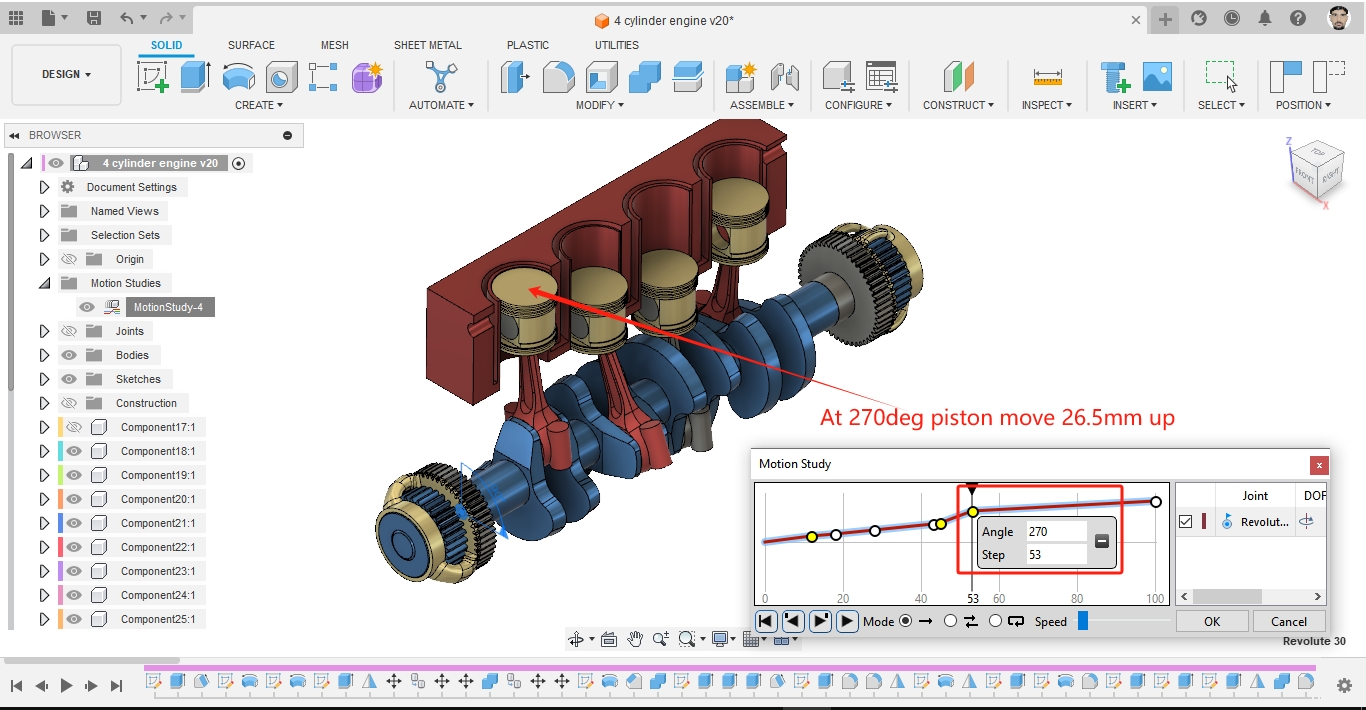 4 cylinder engine v20*
SOLID SURFACE MESH SHEET METAL PLASTIC UTILITIES
DESIGN
CREATE AUTOMATE MODIFY ASSEMBLE CONFIGURE CONSTRUCT INSPECT INSERT SELECT POSITION
BROWSER
4 cylinder engine v20
Document Settings
Named Views
Selection Sets
Origin
Motion Studies
MotionStudy-4
Joints
Bodies
Sketches
Construction
Component17:1
Component18:1
Component19:1
Component20:1
Component21:1
Component22:1
Component23:1
Component24:1
Component25:1
Z
TOP
FRONT RIGHT
X
At 270deg piston move 26.5mm up
Motion Study
x
Joint DOF
Angle 270
Revolut...
Step 53
0 20 40 53 60 80 100
Mode Speed
OK Cancel
Revolute 30